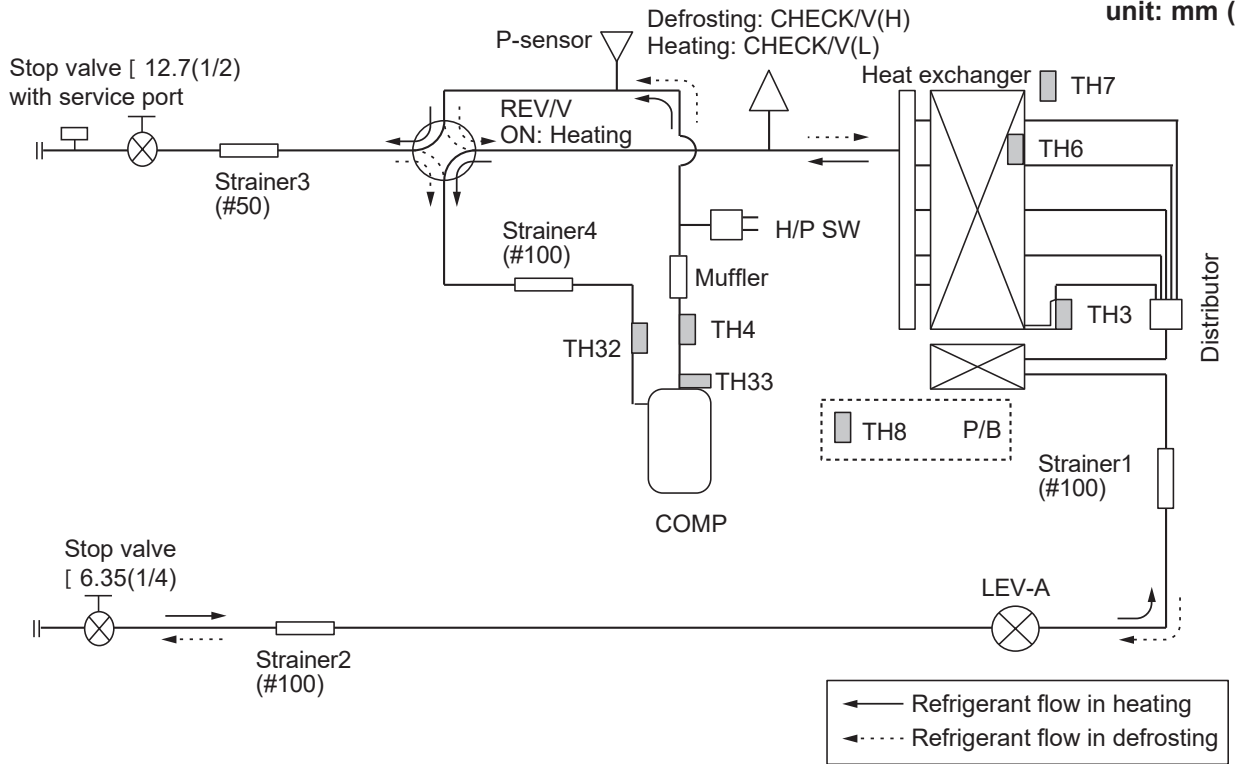 unit: mm (
Defrosting: CHECK/V(H)
Heating: CHECK/V(L)
P-sensor
Stop valve [ 12.7(1/2)
with service port
Heat exchanger
TH7
REV/V
ON: Heating
TH6
Strainer3
(#50)
Strainer4
(#100)
H/P SW
Muffler
Distributor
TH3
TH4
TH32
TH33
TH8
P/B
Strainer1
(#100)
COMP
Stop valve
[ 6.35(1/4)
LEV-A
Strainer2
(#100)
Refrigerant flow in heating
Refrigerant flow in defrosting